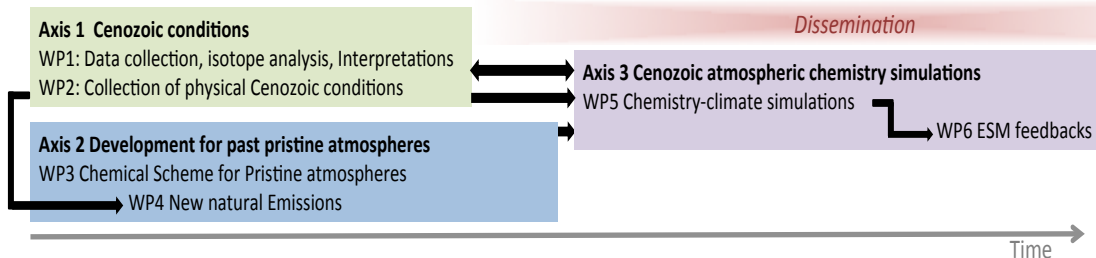 Axis 1 Cenozoic conditions
WP1: Data collection, isotope analysis, Interpretations
WP2: Collection of physical Cenozoic conditions
Axis 2 Development for past pristine atmospheres
WP3 Chemical Scheme for Pristine atmospheres
WP4 New natural Emissions
Dissemination
Axis 3 Cenozoic atmospheric chemistry simulations
WP5 Chemistry-climate simulations
WP6 ESM feedbacks
Time